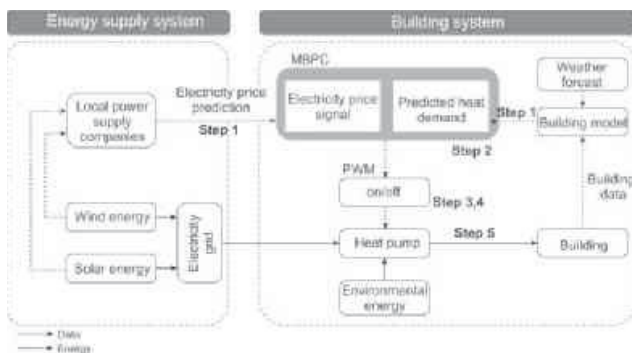 Energy supply system
Building system
MBPC
Weather
forcast
Electricity price
prediction
Local power
supply
companies
Electricity price
signal
Predicted heat
demand
Step 1
Step 1
Building model
Step 2
PWM
on/off
Building
data
Step 3,4
Wind energy
Electricity
grid
Heat pump
Step 5
Building
Solar energy
Environmental
energy
Data
Energy